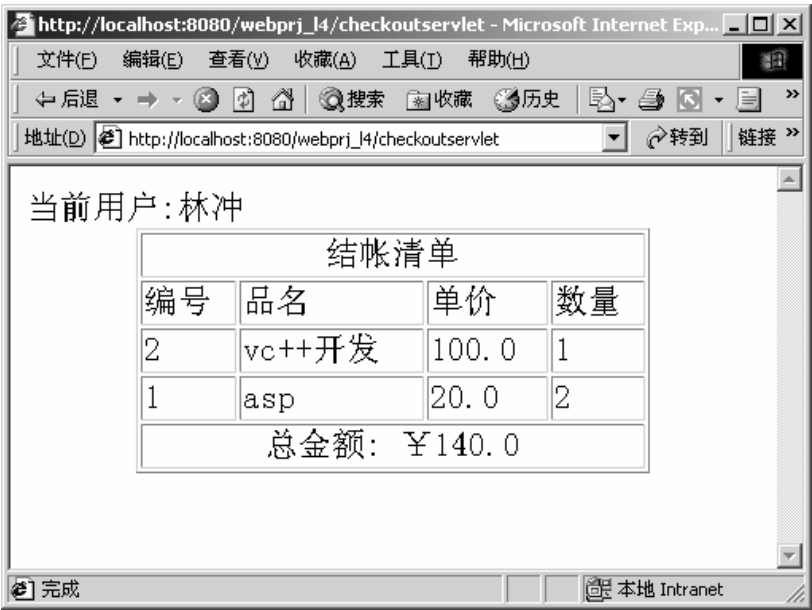 http://localhost:8080/webprj_l4/checkoutservlet - Microsoft Internet Exp...
文件(F) 编辑(E) 查看(V) 收藏(A) 工具(T) 帮助(H)
后退 搜索 收藏 历史 »
地址(D) http://localhost:8080/webprj_l4/checkoutservlet 转到 链接 »
当前用户:林冲
结帐清单
编号 品名 单价 数量
2 vc++开发 100.0 1
1 asp 20.0 2
总金额: ￥140.0
完成 本地 Intranet